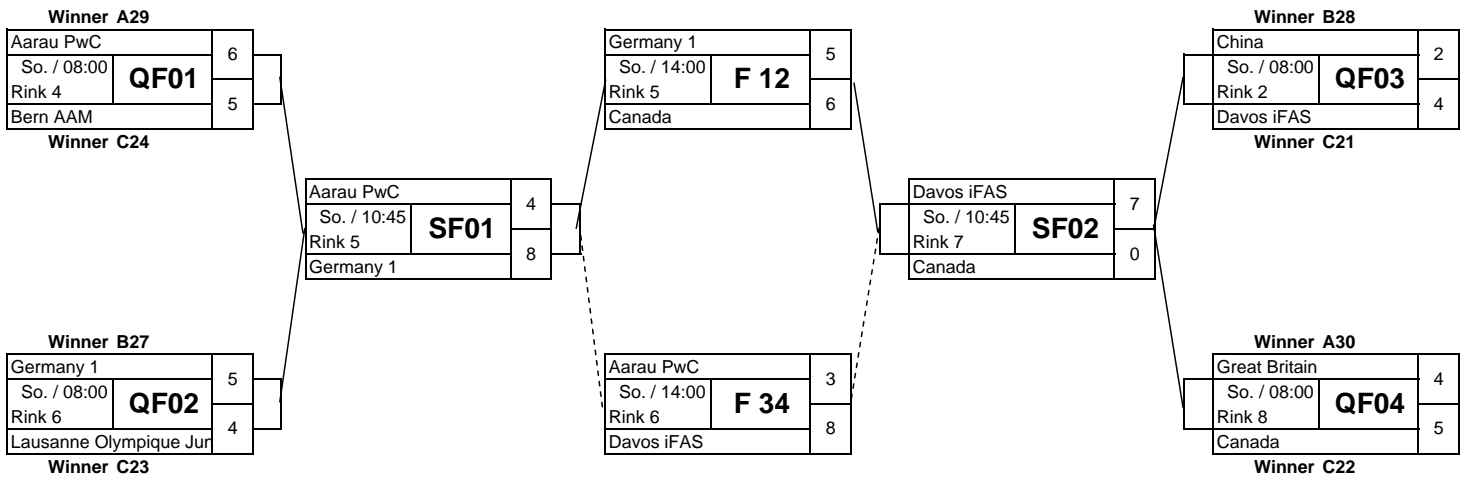 Winner A29
Aarau PwC
6
So. / 08:00
QF01
Rink 4
5
Bern AAM
Winner C24
Germany 1
5
So. / 14:00
F 12
Rink 5
6
Canada
Winner B28
China
2
So. / 08:00
QF03
Rink 2
4
Davos iFAS
Winner C21
Aarau PwC
4
So. / 10:45
SF01
Rink 5
8
Germany 1
Davos iFAS
7
So. / 10:45
SF02
Rink 7
0
Canada
Winner B27
Germany 1
5
So. / 08:00
QF02
Rink 6
4
Lausanne Olympique Jun
Winner C23
Aarau PwC
3
So. / 14:00
F 34
Rink 6
8
Davos iFAS
Winner A30
Great Britain
4
So. / 08:00
QF04
Rink 8
5
Canada
Winner C22